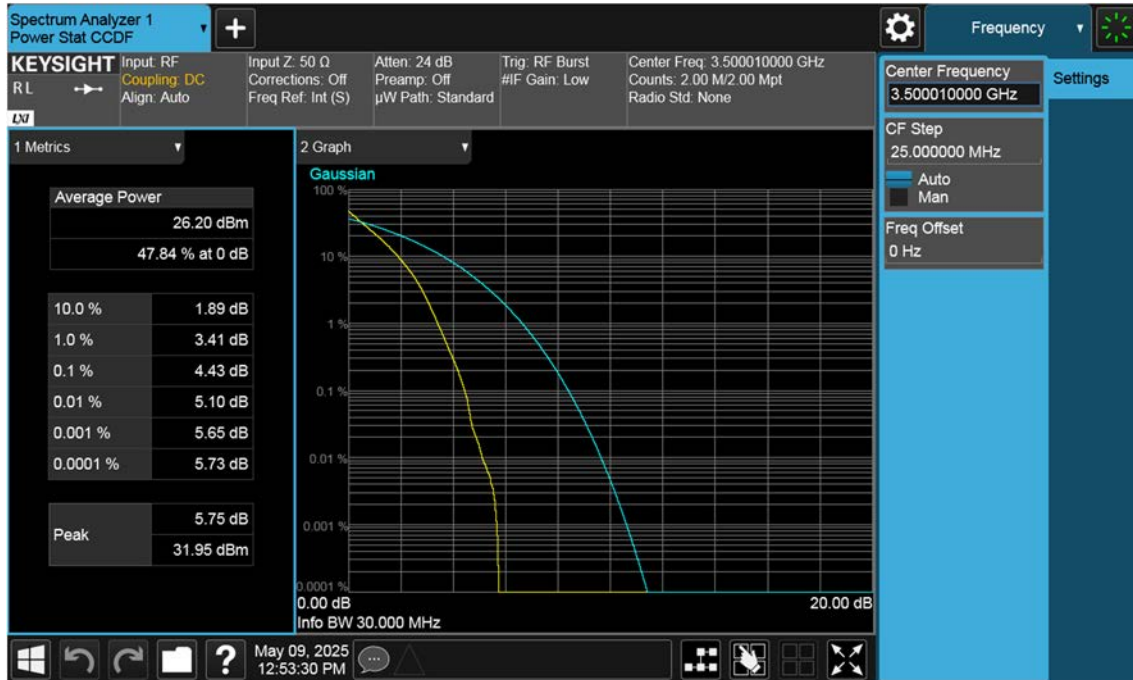 Spectrum Analyzer 1
Power Stat CCDF
Frequency
KEYSIGHT
R L
LXI
Input: RF
Coupling: DC
Align: Auto
Input Z: 50 Ω
Corrections: Off
Freq Ref: Int (S)
Atten: 24 dB
Preamp: Off
µW Path: Standard
Trig: RF Burst
#IF Gain: Low
Center Freq: 3.500010000 GHz
Counts: 2.00 M/2.00 Mpt
Radio Std: None
Center Frequency
3.500010000 GHz
Settings
CF Step
25.000000 MHz
Auto
Man
Freq Offset
0 Hz
1 Metrics
Average Power
26.20 dBm
47.84 % at 0 dB
10.0 % 1.89 dB
1.0 % 3.41 dB
0.1 % 4.43 dB
0.01 % 5.10 dB
0.001 % 5.65 dB
0.0001 % 5.73 dB
Peak
5.75 dB
31.95 dBm
2 Graph
Gaussian
100 %
10 %
1 %
0.1 %
0.01 %
0.001 %
0.0001 %
0.00 dB 20.00 dB
Info BW 30.000 MHz
?
May 09, 2025
12:53:30 PM